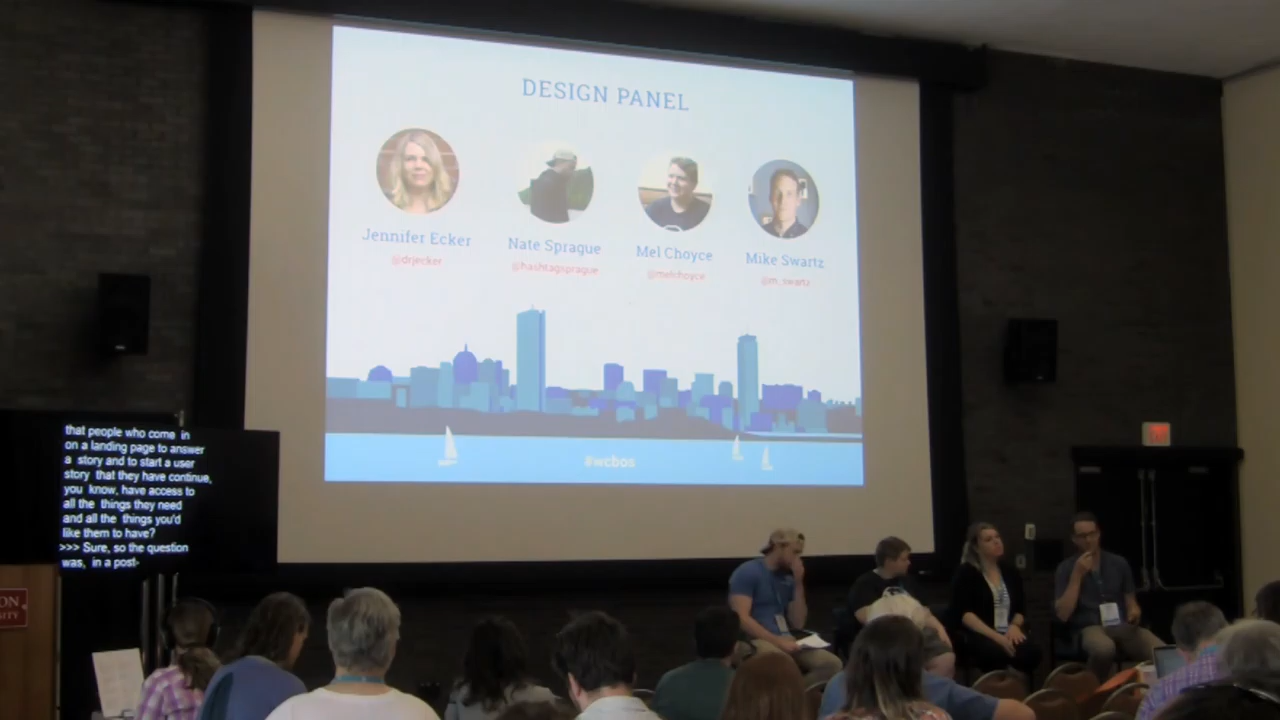 DESIGN PANEL
Jennifer Ecker
@drjecker
Nate Sprague
@hashtagsprague
Mel Choyce
@melchoyce
Mike Swartz
@m_swartz
#wcbos
that people who come in
on a landing page to answer
a story and to start a user
story that they have continue,
you know, have access to
all the things they need
and all the things you'd
like them to have?
>>> Sure, so the question
was, in a post-
ON
SITY
EXIT